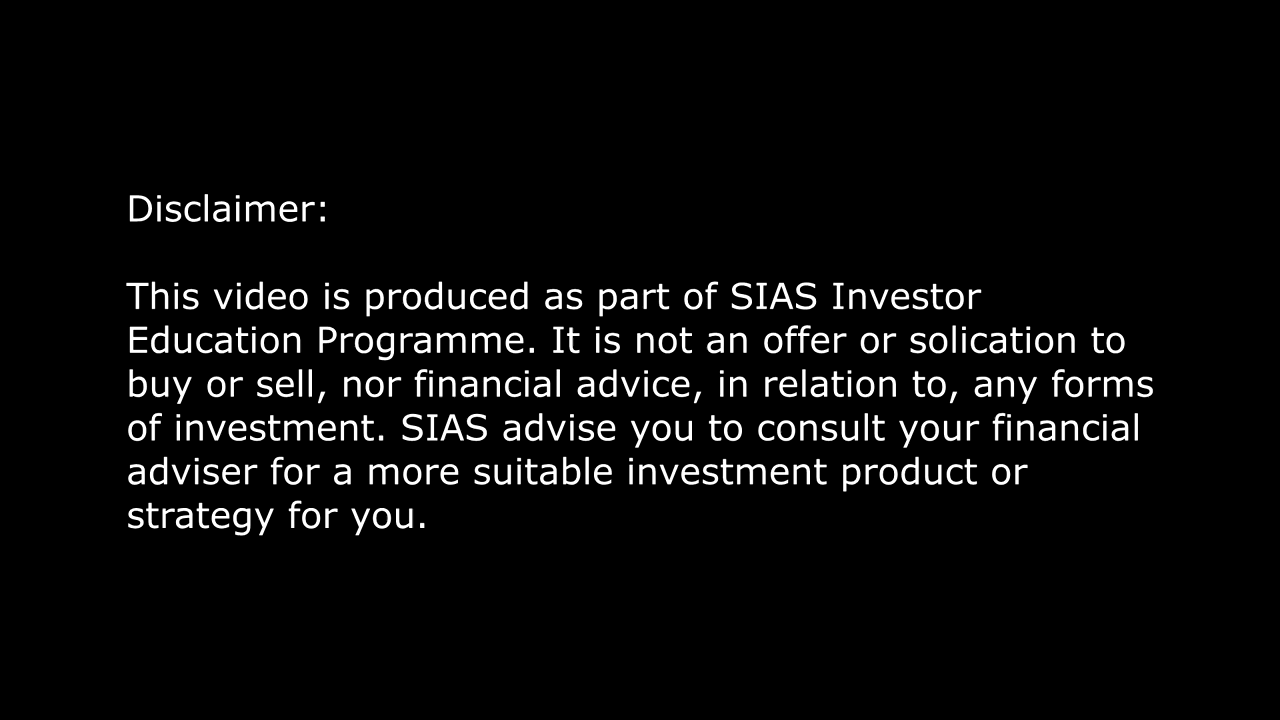 Disclaimer:
This video is produced as part of SIAS Investor
Education Programme. It is not an offer or solication to
buy or sell, nor financial advice, in relation to, any forms
of investment. SIAS advise you to consult your financial
adviser for a more suitable investment product or
strategy for you.